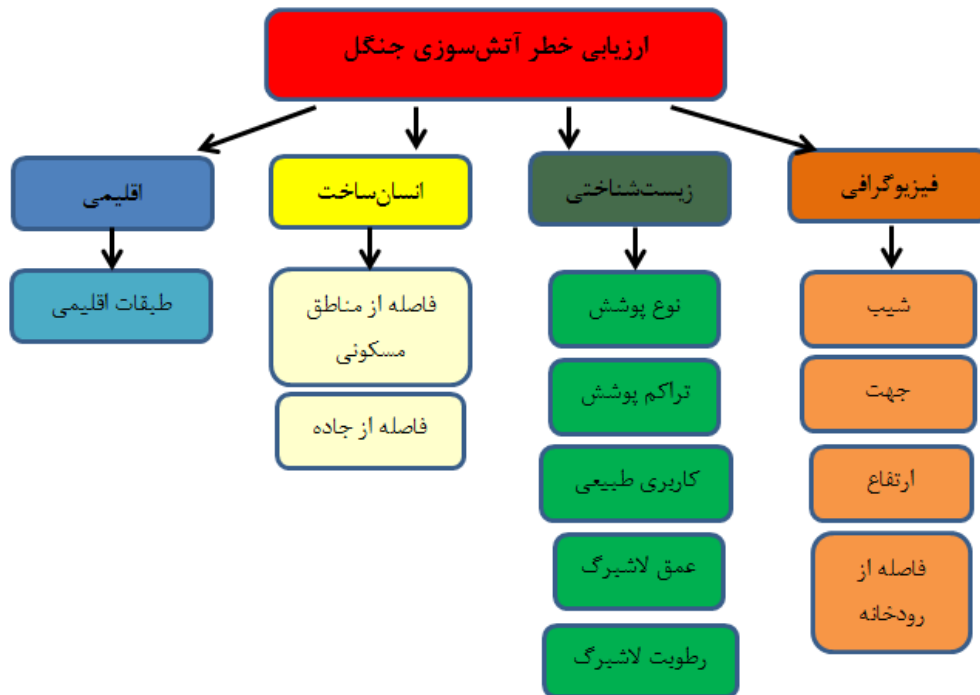 ارزیابی خطر آتش‌سوزی جنگل
فیزیوگرافی
شیب
جهت
ارتفاع
فاصله از
رودخانه
زیست‌شناختی
نوع پوشش
تراکم پوشش
کاربری طبیعی
عمق لاشبرگ
رطوبت لاشبرگ
انسان‌ساخت
فاصله از مناطق
مسکونی
فاصله از جاده
اقلیمی
طبقات اقلیمی